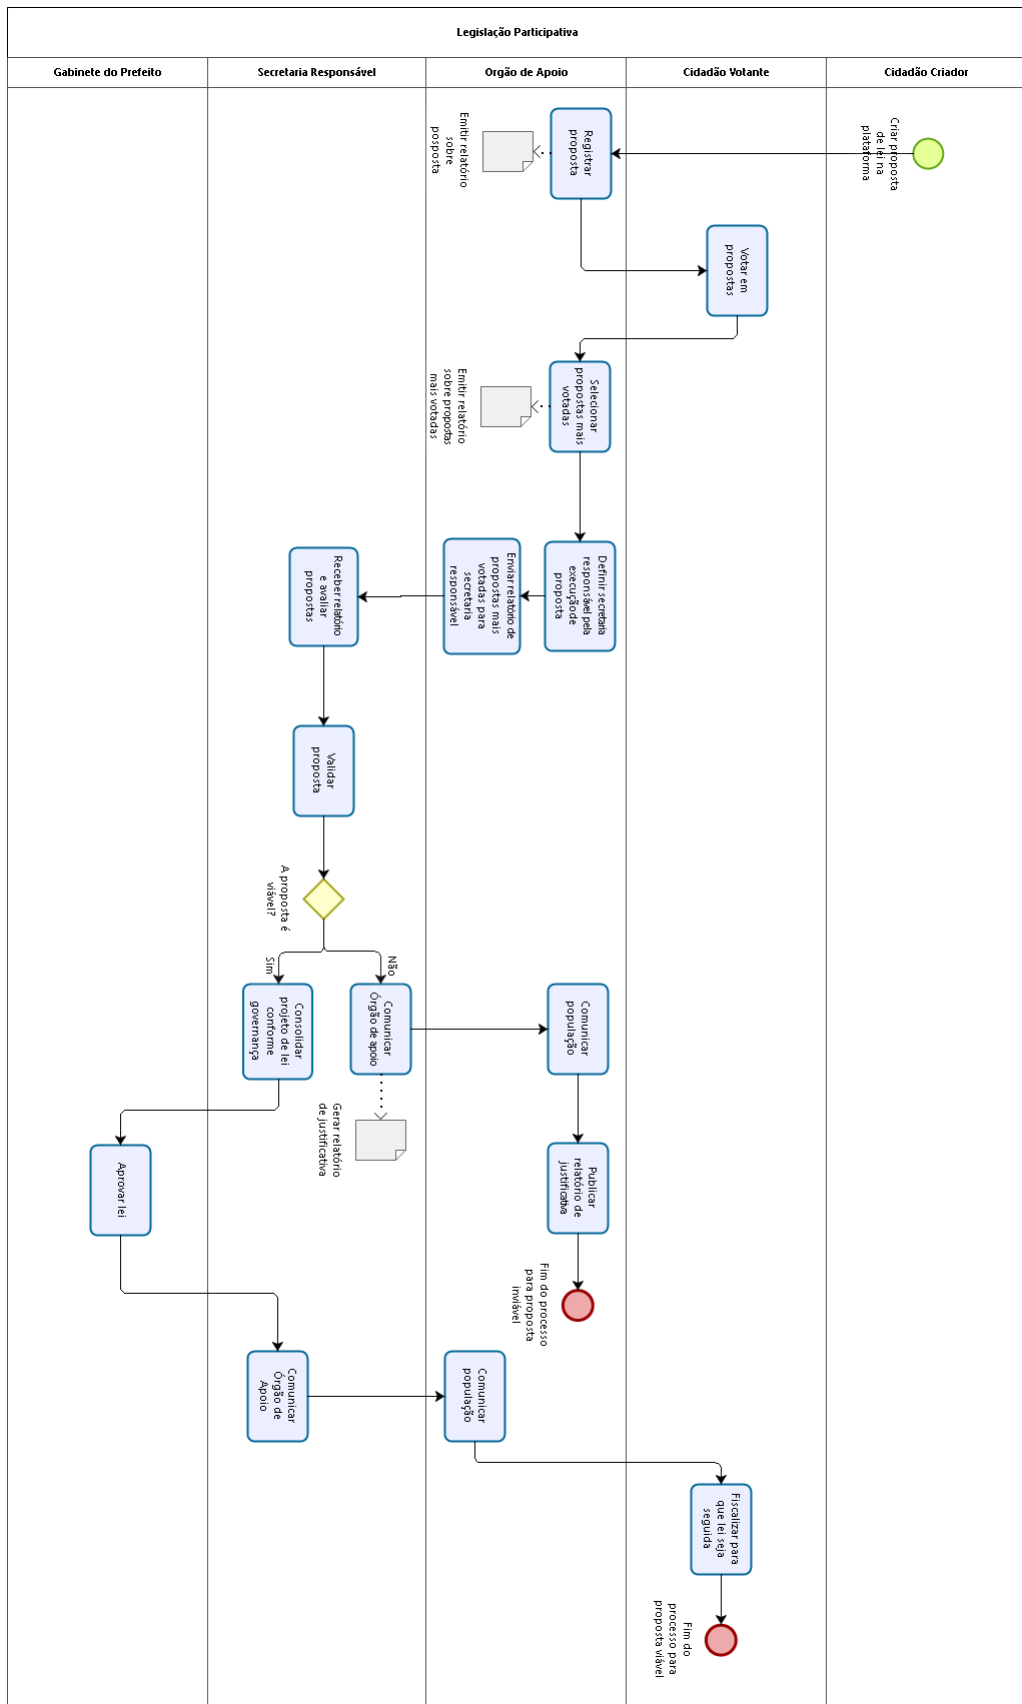 Legislação Participativa
Gabinete do Prefeito
Secretaria Responsável
Orgão de Apoio
Cidadão Votante
Cidadão Criador
Criar proposta
de lei na
plataforma
Registrar
proposta
Emitir relatório
sobre
posposta
Votar em
propostas
Selecionar
propostas mais
votadas
Emitir relatório
sobre propostas
mais votadas
Definir secretaria
responsável pela
execução de
proposta
Enviar relatório de
propostas mais
votadas para
secretaria
responsável
Receber relatório
e avaliar
propostas
Validar
proposta
A proposta é
viável?
Não
Sim
Comunicar
Órgão de apoio
Consolidar
projeto de lei
conforme
governança
Gerar relatório
de justificativa
Comunicar
população
Publicar
relatório de
justificativa
Fim do processo
para proposta
inviável
Aprovar lei
Comunicar
Órgão de
Apoio
Comunicar
população
Fiscalizar para
que lei seja
seguida
Fim do
processo para
proposta viável